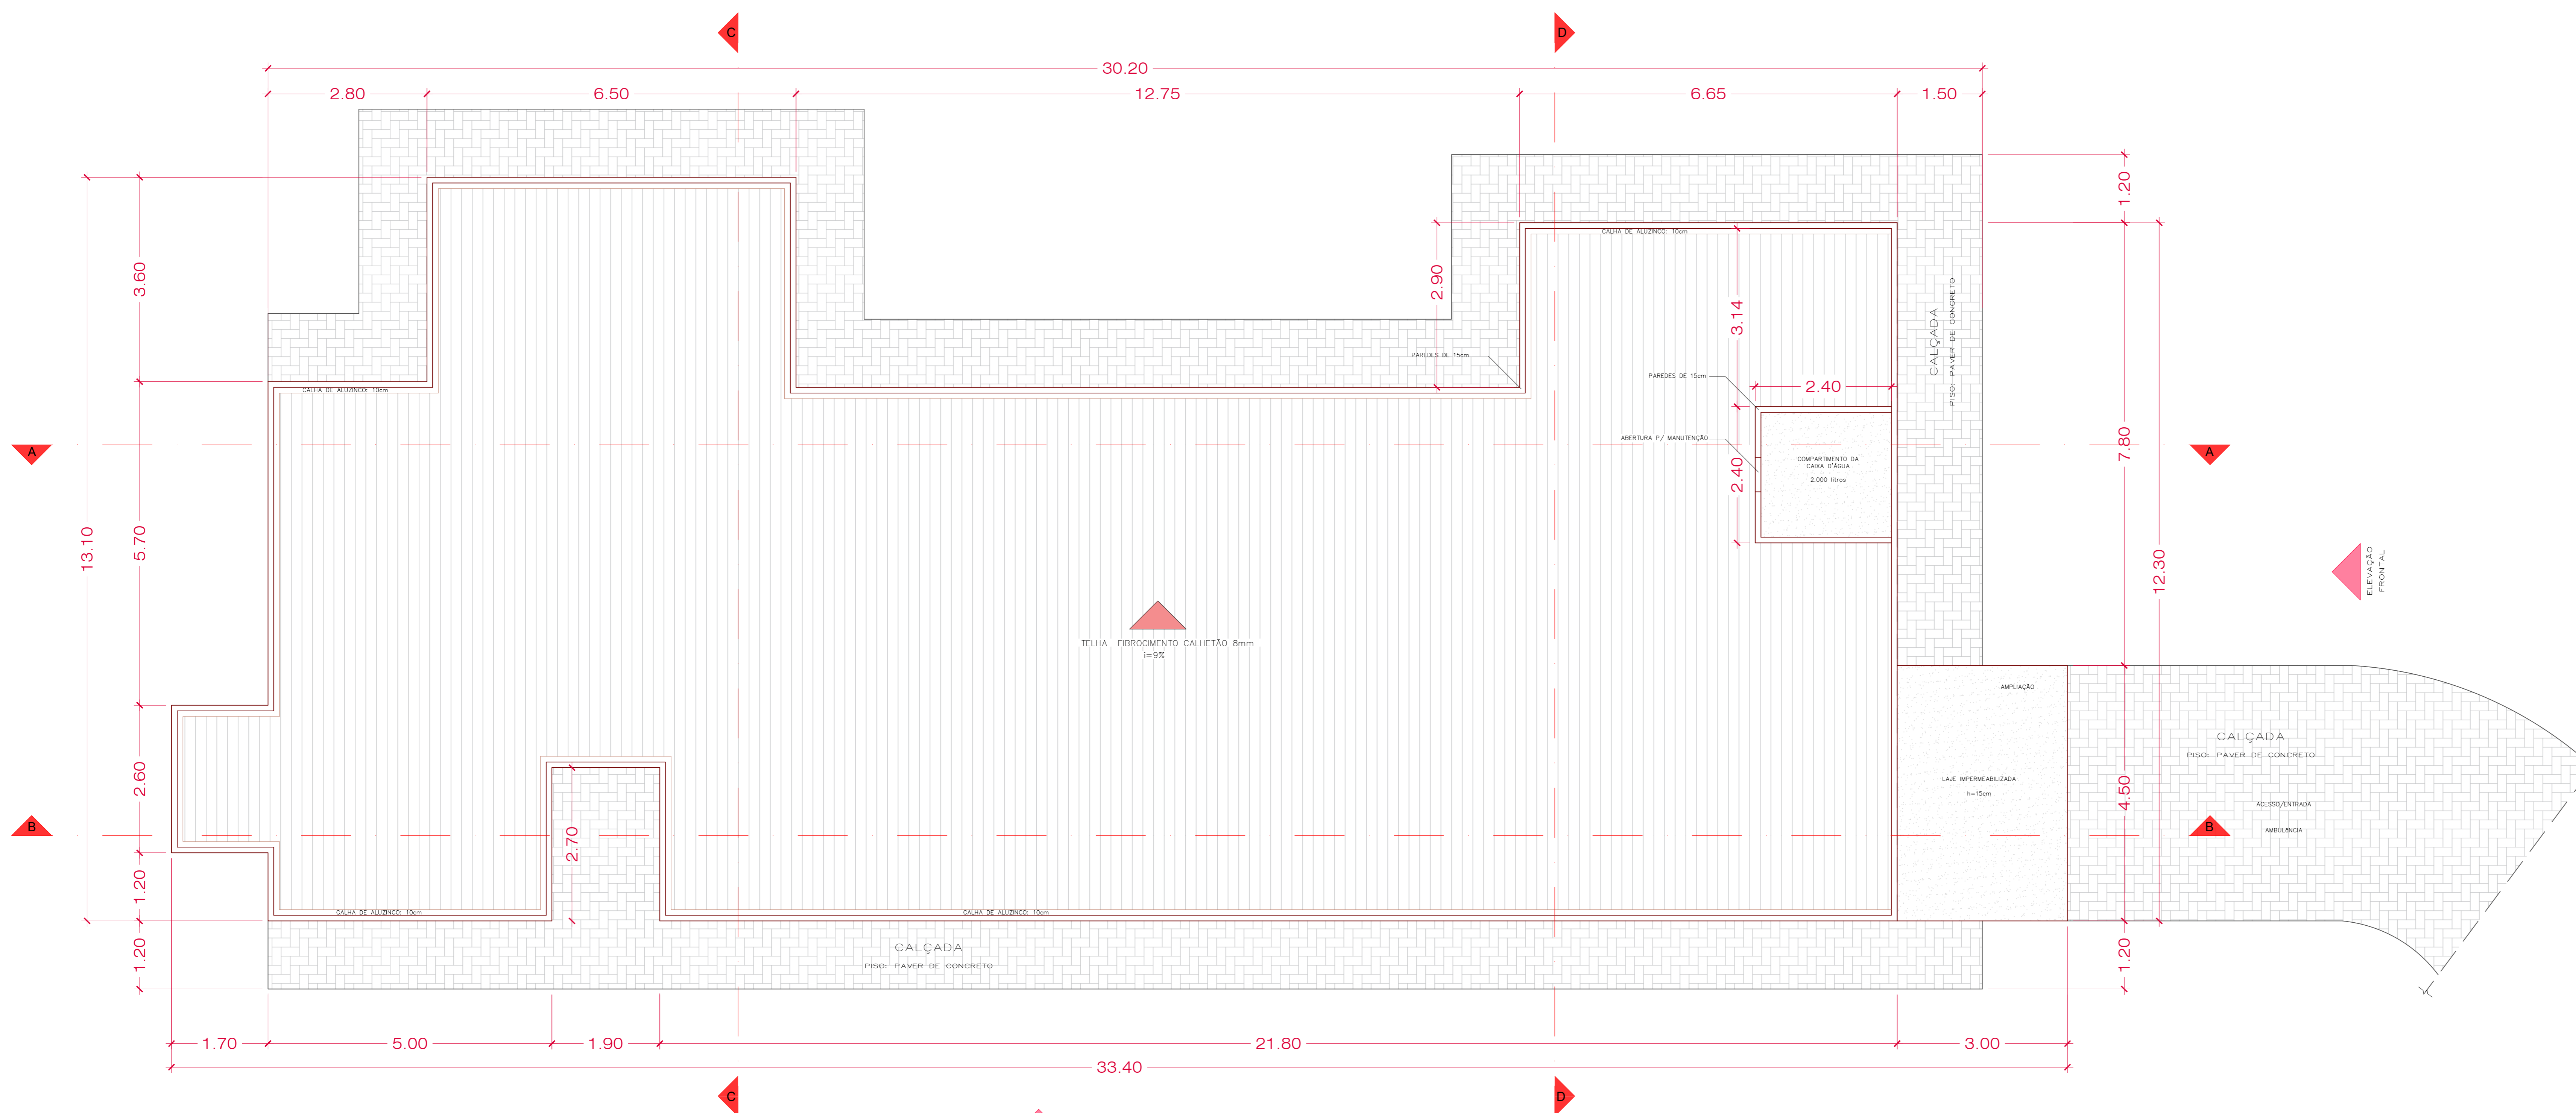 C
D
30.20
2.80
6.50
12.75
6.65
1.50
1.20
13.10
3.60
5.70
2.60
1.20
1.20
CALHA DE ALUZINCO: 10cm
2.90
3.14
CALÇADA
PISO: PAVER DE CONCRETO
PAREDES DE 15cm
PAREDES DE 15cm
2.40
CALHA DE ALUZINCO: 10cm
ABERTURA P/ MANUTENÇÃO
2.40
COMPARTIMENTO DA
CAIXA D'ÁGUA
2.000 litros
7.80
12.30
A
A
ELEVAÇÃO
FRONTAL
TELHA FIBROCIMENTO CALHETÃO 8mm
i=9%
AMPLIAÇÃO
CALÇADA
PISO: PAVER DE CONCRETO
LAJE IMPERMEABILIZADA
h=15cm
4.50
ACESSO/ENTRADA
AMBULÂNCIA
B
B
2.70
CALHA DE ALUZINCO: 10cm
CALHA DE ALUZINCO: 10cm
CALÇADA
PISO: PAVER DE CONCRETO
1.20
1.70
5.00
1.90
21.80
3.00
33.40
C
D